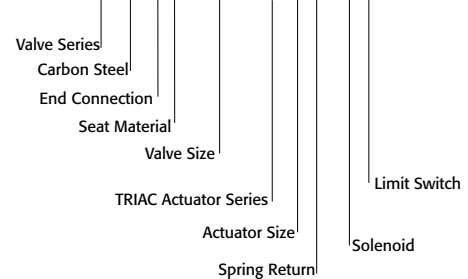 Valve Series
Carbon Steel
End Connection
Seat Material
Valve Size
Limit Switch
TRIAC Actuator Series
Actuator Size
Solenoid
Spring Return